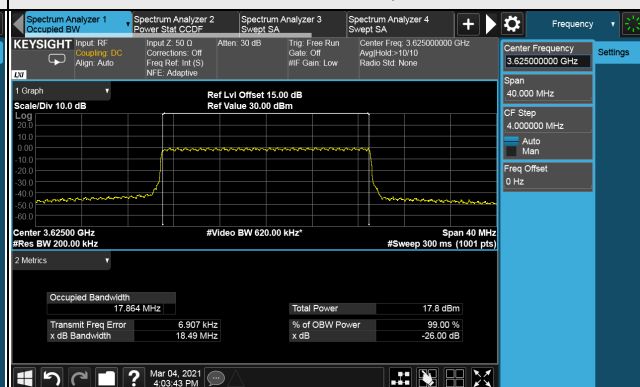 Spectrum Analyzer 1
Occupied BW
Spectrum Analyzer 2
Power Stat CCDF
Spectrum Analyzer 3
Swept SA
Spectrum Analyzer 4
Swept SA
+
Frequency
KEYSIGHT
Input: RF
Coupling: DC
Align: Auto
Input Z: 50 Ω
Corrections: Off
Freq Ref: Int (S)
NFE: Adaptive
Atten: 30 dB
Trig: Free Run
Gate: Off
#IF Gain: Low
Center Freq: 3.625000000 GHz
Avg|Hold:>10/10
Radio Std: None
LXI
Center Frequency
3.625000000 GHz
Settings
Span
40.000 MHz
CF Step
4.000000 MHz
Auto
Man
Freq Offset
0 Hz
1 Graph
Scale/Div 10.0 dB
Ref Lvl Offset 15.00 dB
Ref Value 30.00 dBm
Log
20.0
10.0
0.00
-10.0
-20.0
-30.0
-40.0
-50.0
-60.0
Center 3.62500 GHz
#Res BW 200.00 kHz
#Video BW 620.00 kHz*
Span 40 MHz
#Sweep 300 ms (1001 pts)
2 Metrics
Occupied Bandwidth
17.864 MHz
Total Power 17.8 dBm
Transmit Freq Error 6.907 kHz
% of OBW Power 99.00 %
x dB Bandwidth 18.49 MHz
x dB -26.00 dB
?
Mar 04, 2021
4:03:43 PM